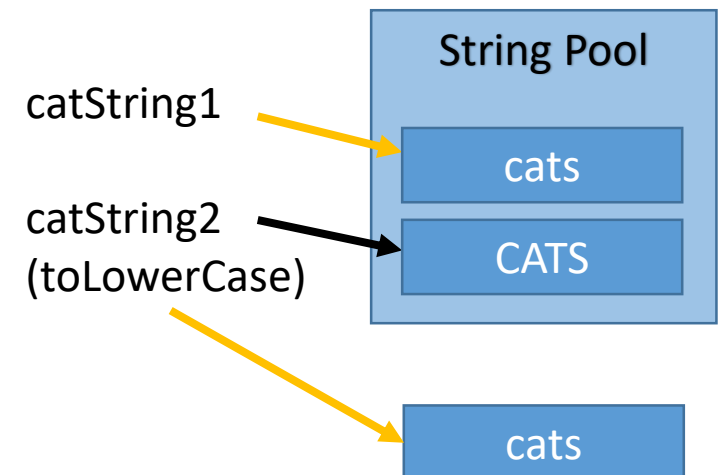 String Pool
catString1
cats
catString2
(toLowerCase)
CATS
cats